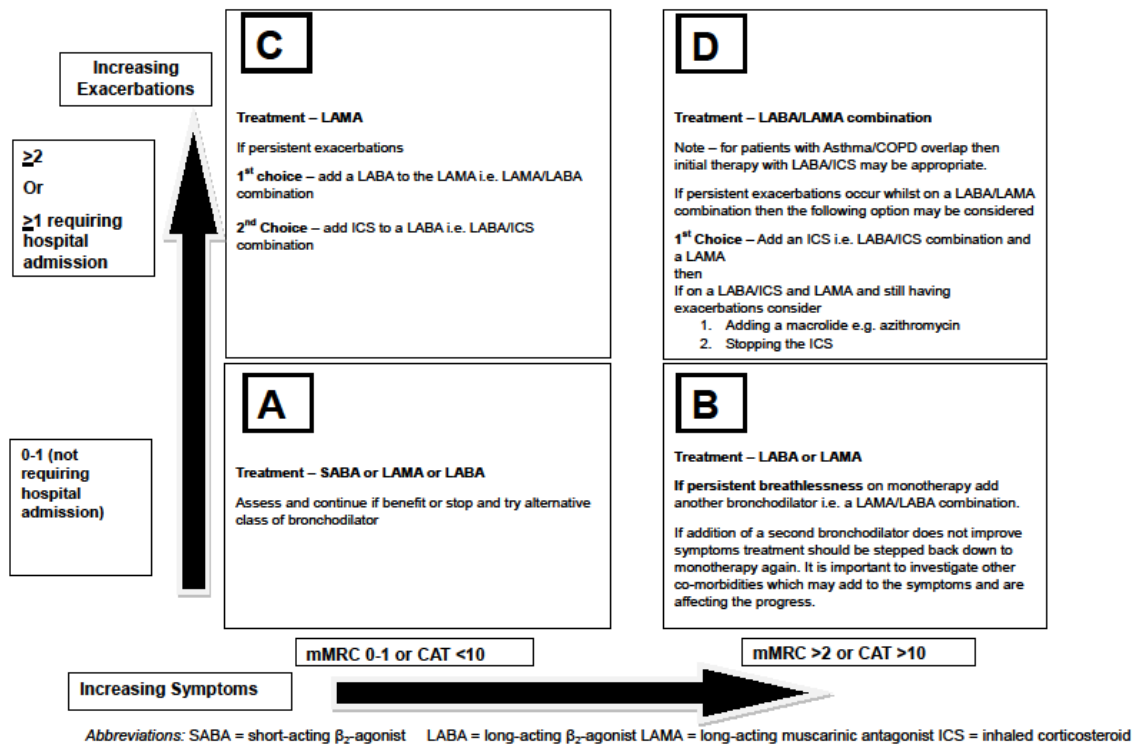 C
Treatment – LAMA
If persistent exacerbations
1st choice – add a LABA to the LAMA i.e. LAMA/LABA
combination
2nd Choice – add ICS to a LABA i.e. LABA/ICS
combination
D
Treatment – LABA/LAMA combination
Note – for patients with Asthma/COPD overlap then
initial therapy with LABA/ICS may be appropriate.
If persistent exacerbations occur whilst on a LABA/LAMA
combination then the following option may be considered
1st Choice – Add an ICS i.e. LABA/ICS combination and
a LAMA
then
If on a LABA/ICS and LAMA and still having
exacerbations consider
1. Adding a macrolide e.g. azithromycin
2. Stopping the ICS
Increasing
Exacerbations
≥2
Or
≥1 requiring
hospital
admission
0-1 (not
requiring
hospital
admission)
A
Treatment – SABA or LAMA or LABA
Assess and continue if benefit or stop and try alternative
class of bronchodilator
B
Treatment – LABA or LAMA
If persistent breathlessness on monotherapy add
another bronchodilator i.e. a LAMA/LABA combination.
If addition of a second bronchodilator does not improve
symptoms treatment should be stepped back down to
monotherapy again. It is important to investigate other
co-morbidities which may add to the symptoms and are
affecting the progress.
mMRC 0-1 or CAT <10
mMRC >2 or CAT >10
Increasing Symptoms
Abbreviations: SABA = short-acting β₂-agonist LABA = long-acting β₂-agonist LAMA = long-acting muscarinic antagonist ICS = inhaled corticosteroid